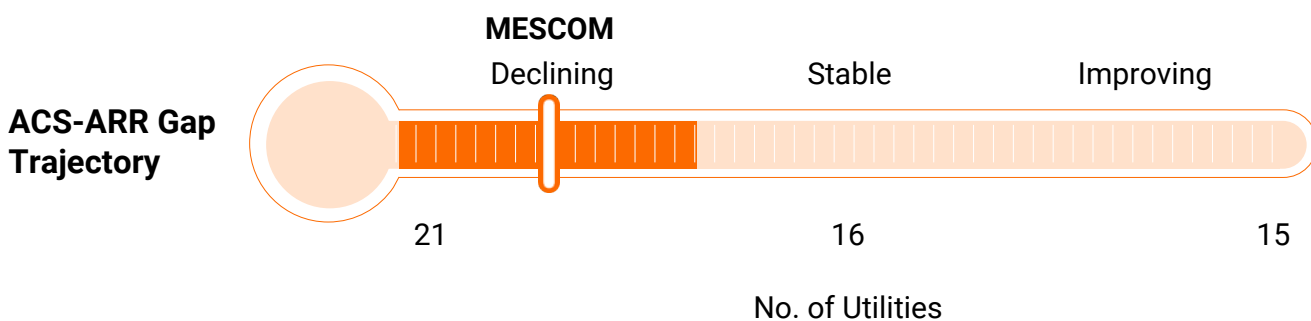 MESCOM
Declining Stable Improving
ACS-ARR Gap
Trajectory
21 16 15
No. of Utilities